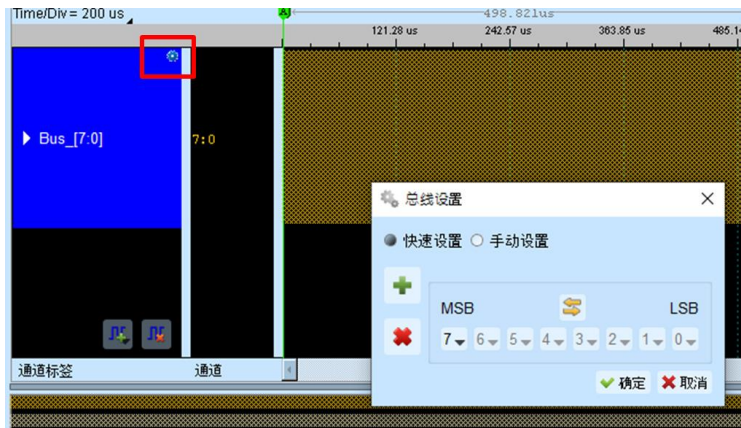 Time/Div = 200 us
A
498.821us
121.28 us 242.57 us 363.85 us 485.14
Bus_[7:0] 7:0
总线设置
快速设置 手动设置
MSB LSB
7 6 5 4 3 2 1 0
确定 取消
通道标签 通道